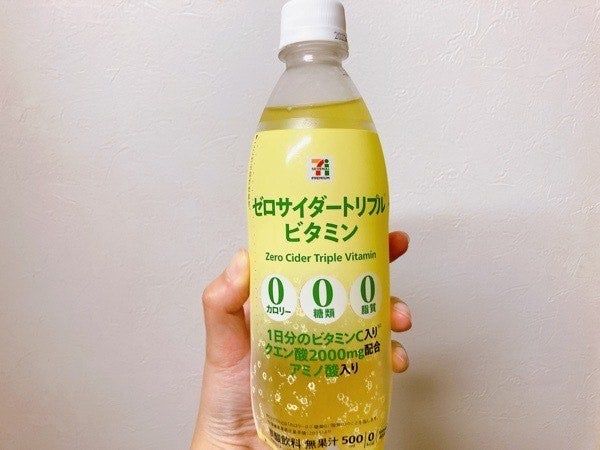 7i
PREMIUM
ゼロサイダートリプル
ビタミン
Zero Cider Triple Vitamin
0 0 0
カロリー 糖類 脂質
1日分のビタミンC入り
クエン酸2000mg配合
アミノ酸入り
酸飲料 無果汁 500